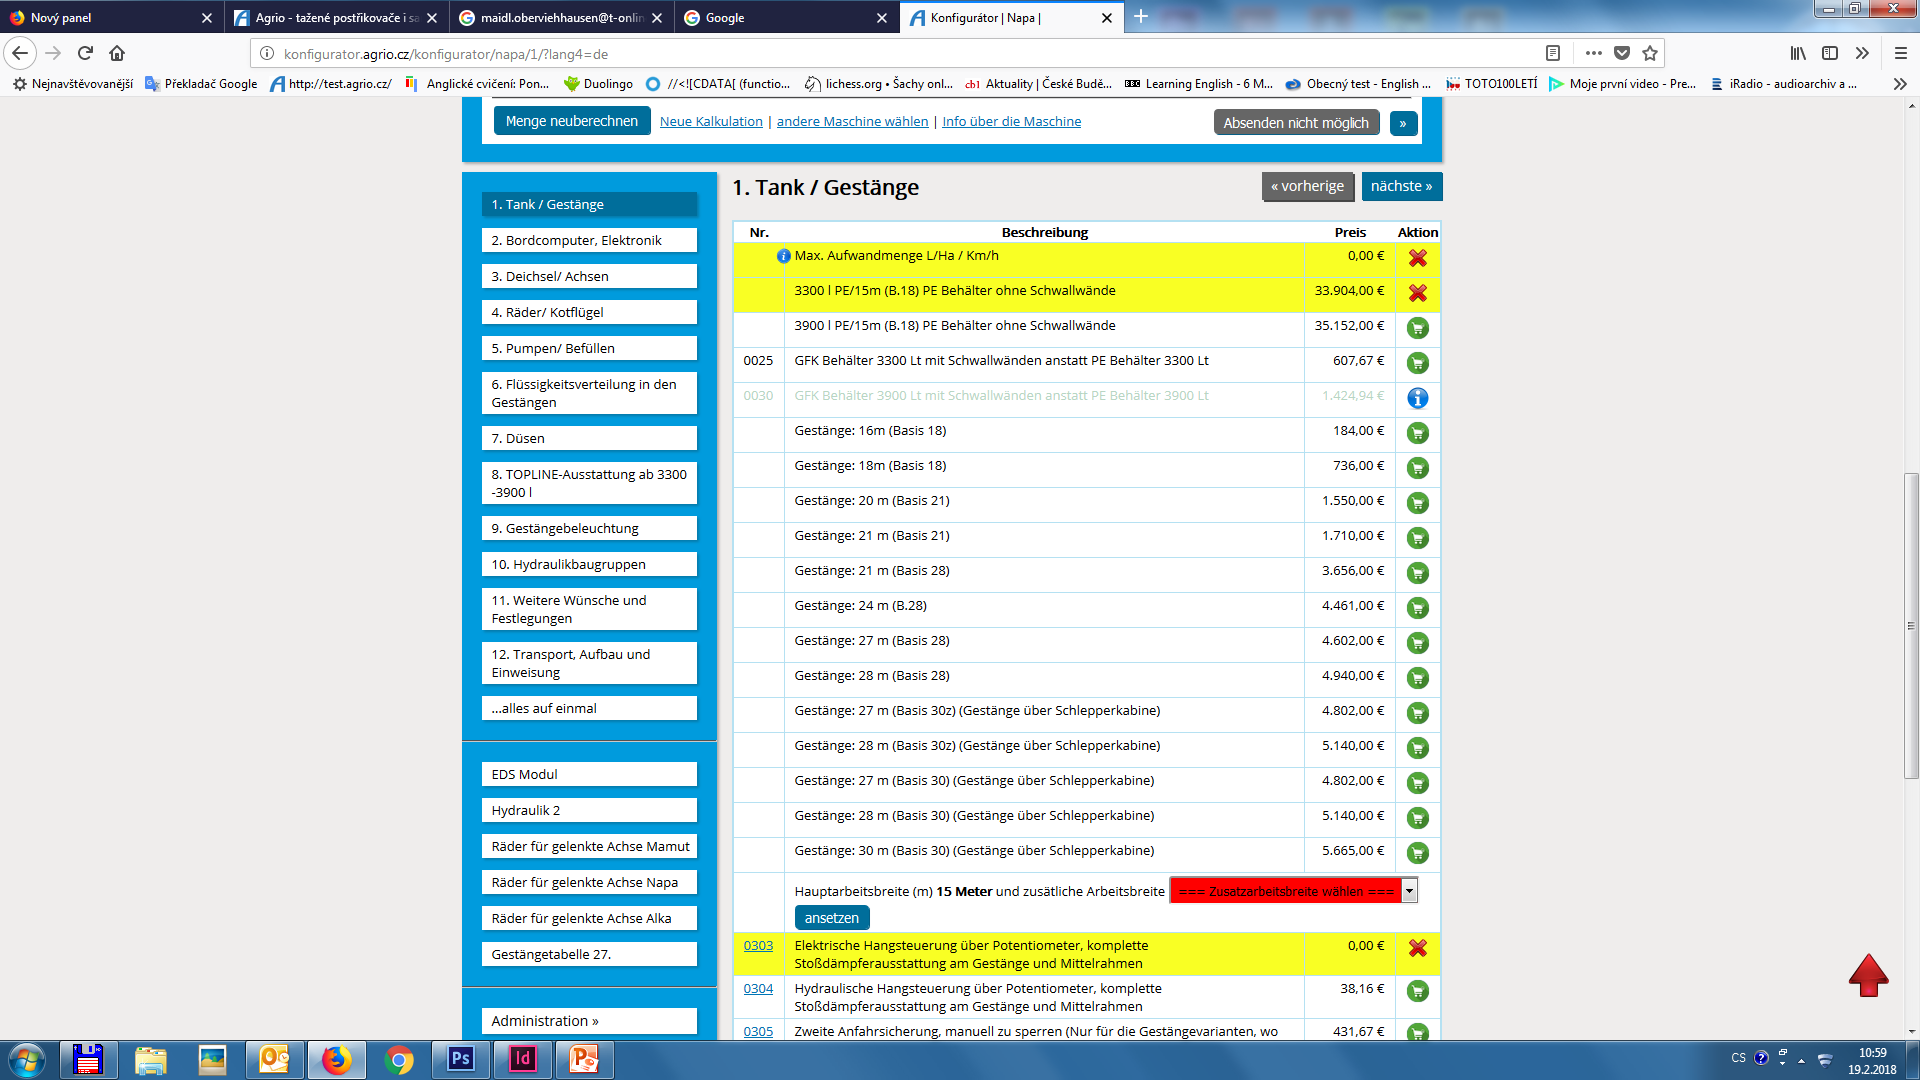 Nový panel
Agrio - tažené postřikovače i sa
maidl.oberviehhausen@t-onlin
Google
Konfigurátor | Napa |
konfigurator.agrio.cz/konfigurator/napa/1/?lang4=de
Nejnavštěvovanější
Překladač Google
http://test.agrio.cz/
Anglické cvičení: Pon...
Duolingo
//<![CDATA[ (functio...
lichess.org • Šachy onl...
cb1 Aktuality | České Budě...
BBC Learning English - 6 M...
Obecný test - English ...
TOTO100LETÍ
Moje první video - Pre...
iRadio - audioarchiv a ...
Menge neuberechnen
Neue Kalkulation | andere Maschine wählen | Info über die Maschine
Absenden nicht möglich
»
1. Tank / Gestänge
2. Bordcomputer, Elektronik
3. Deichsel/ Achsen
4. Räder/ Kotflügel
5. Pumpen/ Befüllen
6. Flüssigkeitsverteilung in den
Gestängen
7. Düsen
8. TOPLINE-Ausstattung ab 3300
-3900 l
9. Gestängebeleuchtung
10. Hydraulikbaugruppen
11. Weitere Wünsche und
Festlegungen
12. Transport, Aufbau und
Einweisung
...alles auf einmal
EDS Modul
Hydraulik 2
Räder für gelenkte Achse Mamut
Räder für gelenkte Achse Napa
Räder für gelenkte Achse Alka
Gestängetabelle 27.
Administration »
1. Tank / Gestänge
« vorherige
nächste »
Nr. Beschreibung Preis Aktion
Max. Aufwandmenge L/Ha / Km/h 0,00 €
3300 l PE/15m (B.18) PE Behälter ohne Schwallwände 33.904,00 €
3900 l PE/15m (B.18) PE Behälter ohne Schwallwände 35.152,00 €
0025 GFK Behälter 3300 Lt mit Schwallwänden anstatt PE Behälter 3300 Lt 607,67 €
0030 GFK Behälter 3900 Lt mit Schwallwänden anstatt PE Behälter 3900 Lt 1.424,94 €
Gestänge: 16m (Basis 18) 184,00 €
Gestänge: 18m (Basis 18) 736,00 €
Gestänge: 20 m (Basis 21) 1.550,00 €
Gestänge: 21 m (Basis 21) 1.710,00 €
Gestänge: 21 m (Basis 28) 3.656,00 €
Gestänge: 24 m (B.28) 4.461,00 €
Gestänge: 27 m (Basis 28) 4.602,00 €
Gestänge: 28 m (Basis 28) 4.940,00 €
Gestänge: 27 m (Basis 30z) (Gestänge über Schlepperkabine) 4.802,00 €
Gestänge: 28 m (Basis 30z) (Gestänge über Schlepperkabine) 5.140,00 €
Gestänge: 27 m (Basis 30) (Gestänge über Schlepperkabine) 4.802,00 €
Gestänge: 28 m (Basis 30) (Gestänge über Schlepperkabine) 5.140,00 €
Gestänge: 30 m (Basis 30) (Gestänge über Schlepperkabine) 5.665,00 €
Hauptarbeitsbreite (m) 15 Meter und zusätliche Arbeitsbreite === Zusatzarbeitsbreite wählen ===
ansetzen
0303 Elektrische Hangsteuerung über Potentiometer, komplette 0,00 €
Stoßdämpferausstattung am Gestänge und Mittelrahmen
0304 Hydraulische Hangsteuerung über Potentiometer, komplette 38,16 €
Stoßdämpferausstattung am Gestänge und Mittelrahmen
0305 Zweite Anfahrsicherung, manuell zu sperren (Nur für die Gestängevarianten, wo 431,67 €
Ps
Id
CS
10:59
19.2.2018